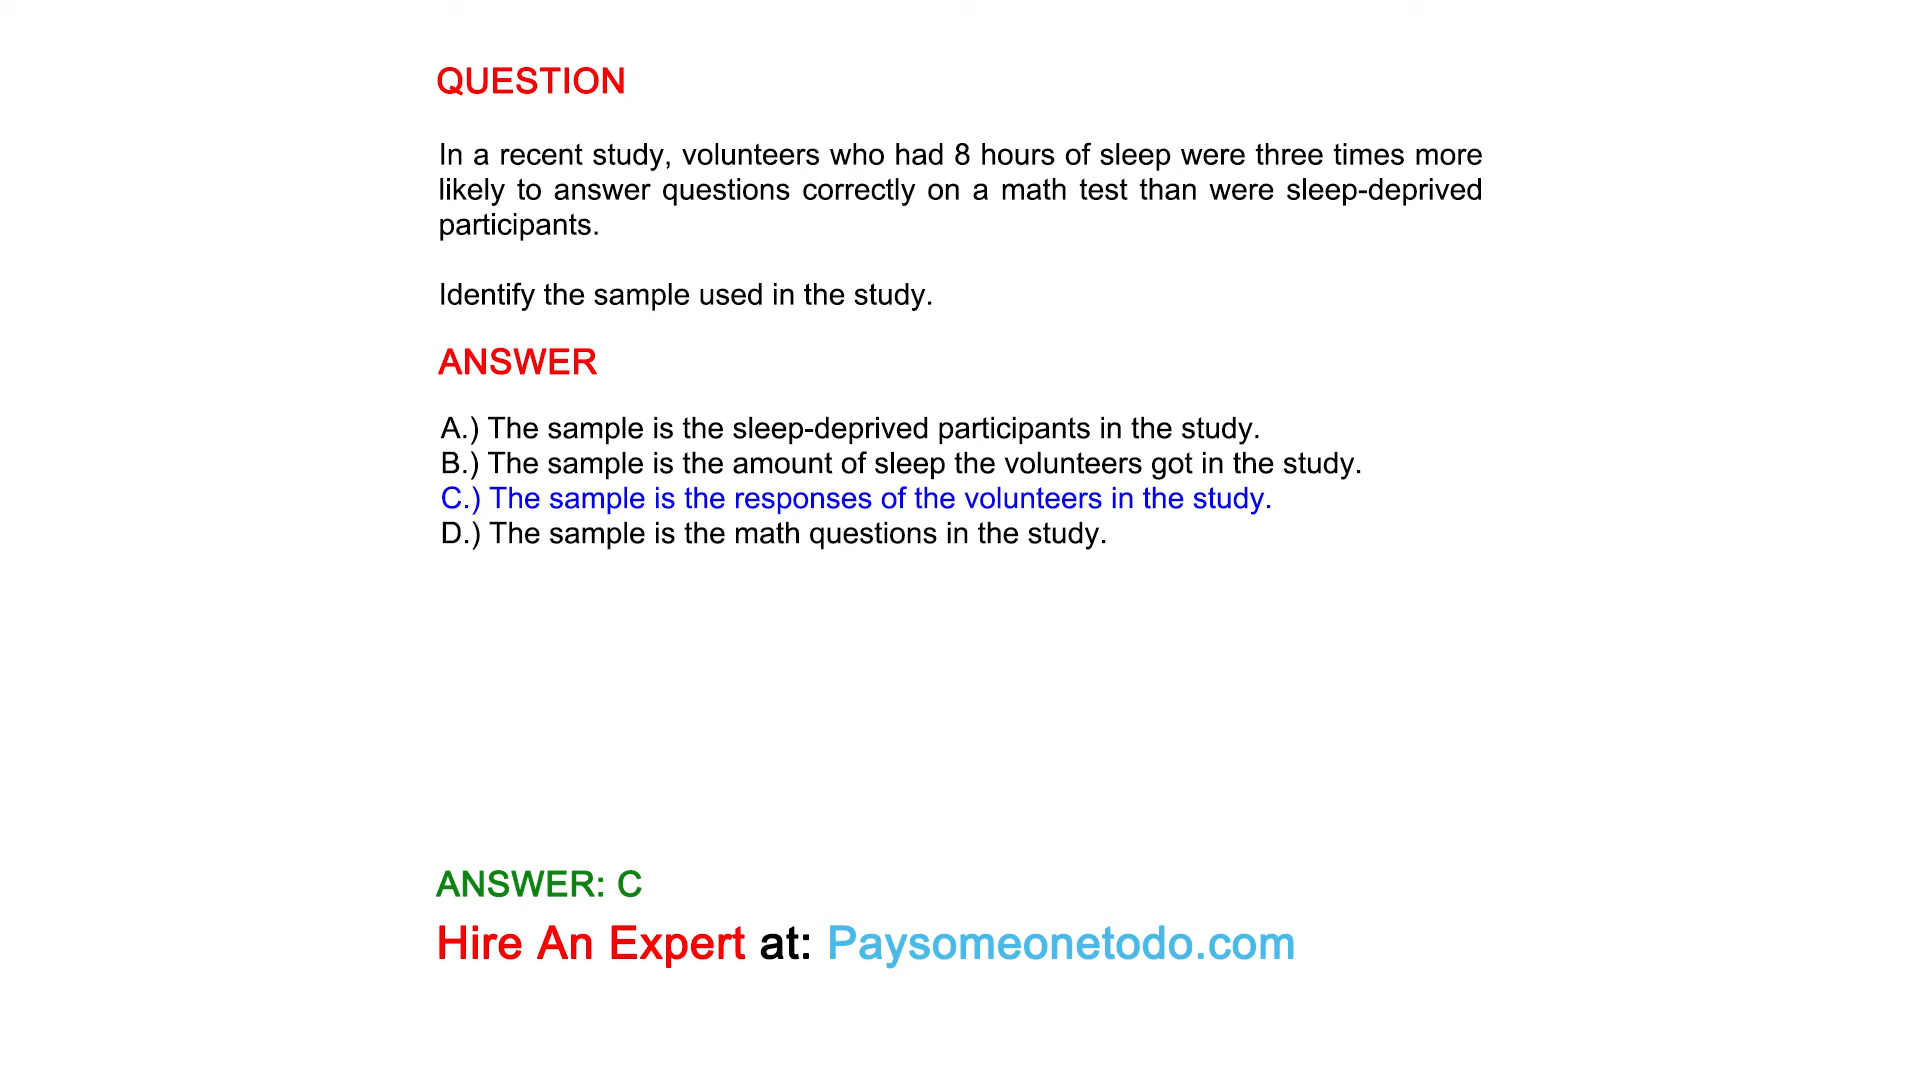 QUESTION
In a recent study, volunteers who had 8 hours of sleep were three times more
likely to answer questions correctly on a math test than were sleep-deprived
participants.
Identify the sample used in the study.
ANSWER
A.) The sample is the sleep-deprived participants in the study.
B.) The sample is the amount of sleep the volunteers got in the study.
C.) The sample is the responses of the volunteers in the study.
D.) The sample is the math questions in the study.
ANSWER: C
Hire An Expert at: Paysomeonetodo.com